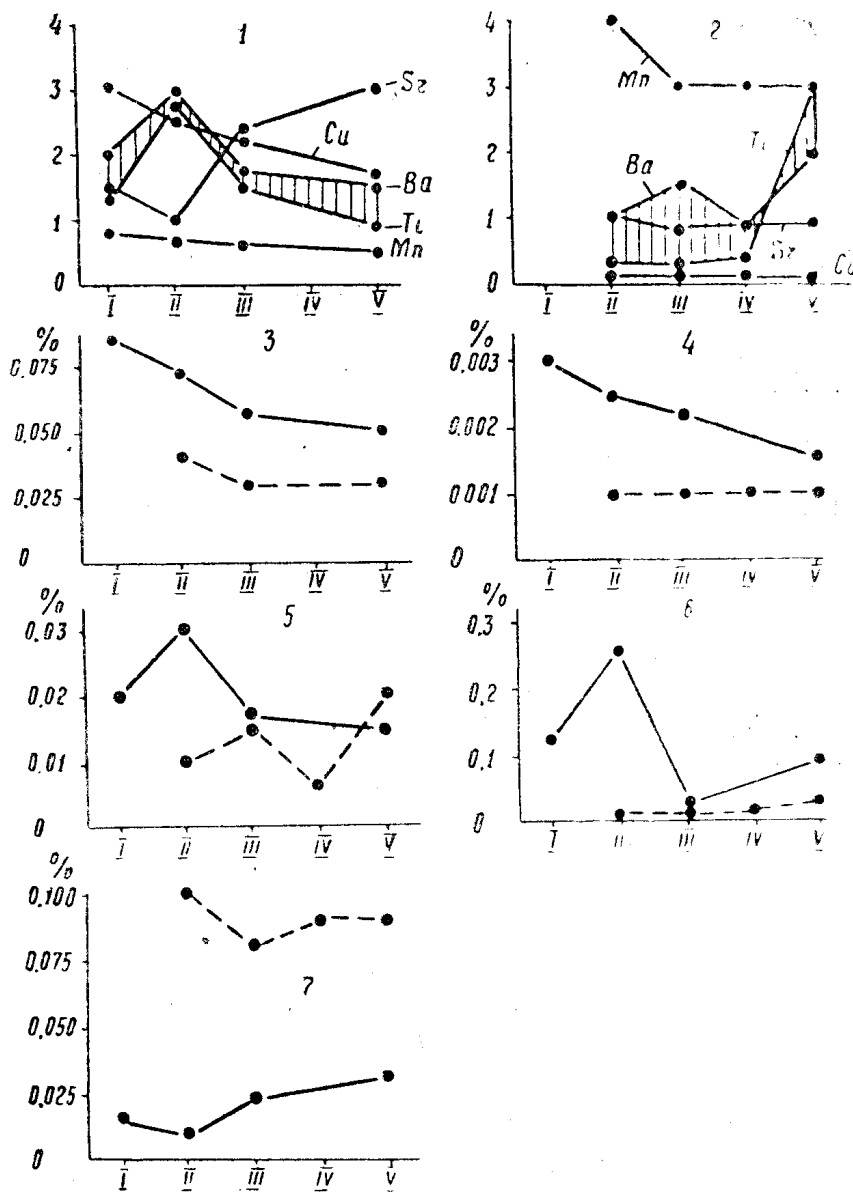 1
4
3
2
1
0
Sr
Cu
Ba
Ti
Mn
I II III IV V
2
4
3
2
1
0
Mn
Ba
Ti
Sr
Cu
I II III IV V
3
%
0,075
0,050
0,025
0
I II III IV V
4
%
0.003
0.002
0.001
0
I II III IV V
5
%
0.03
0.02
0.01
0
I II III IV V
6
%
0.3
0.2
0.1
0
I II III IV V
7
%
0.100
0.075
0.050
0.025
0
I II III IV V